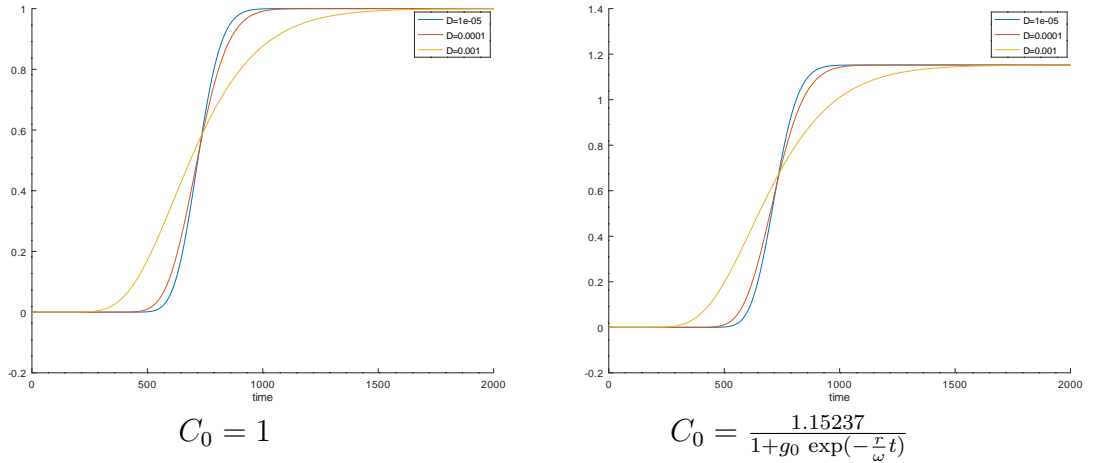 1
0.8
0.6
0.4
0.2
0
-0.2
0 500 1000 1500 2000
time
D=1e-05
D=0.0001
D=0.001
C_0 = 1
1.4
1.2
1
0.8
0.6
0.4
0.2
0
-0.2
0 500 1000 1500 2000
time
D=1e-05
D=0.0001
D=0.001
C_0 = \frac{1.15237}{1+g_0 \exp(-\frac{r}{\omega}t)}